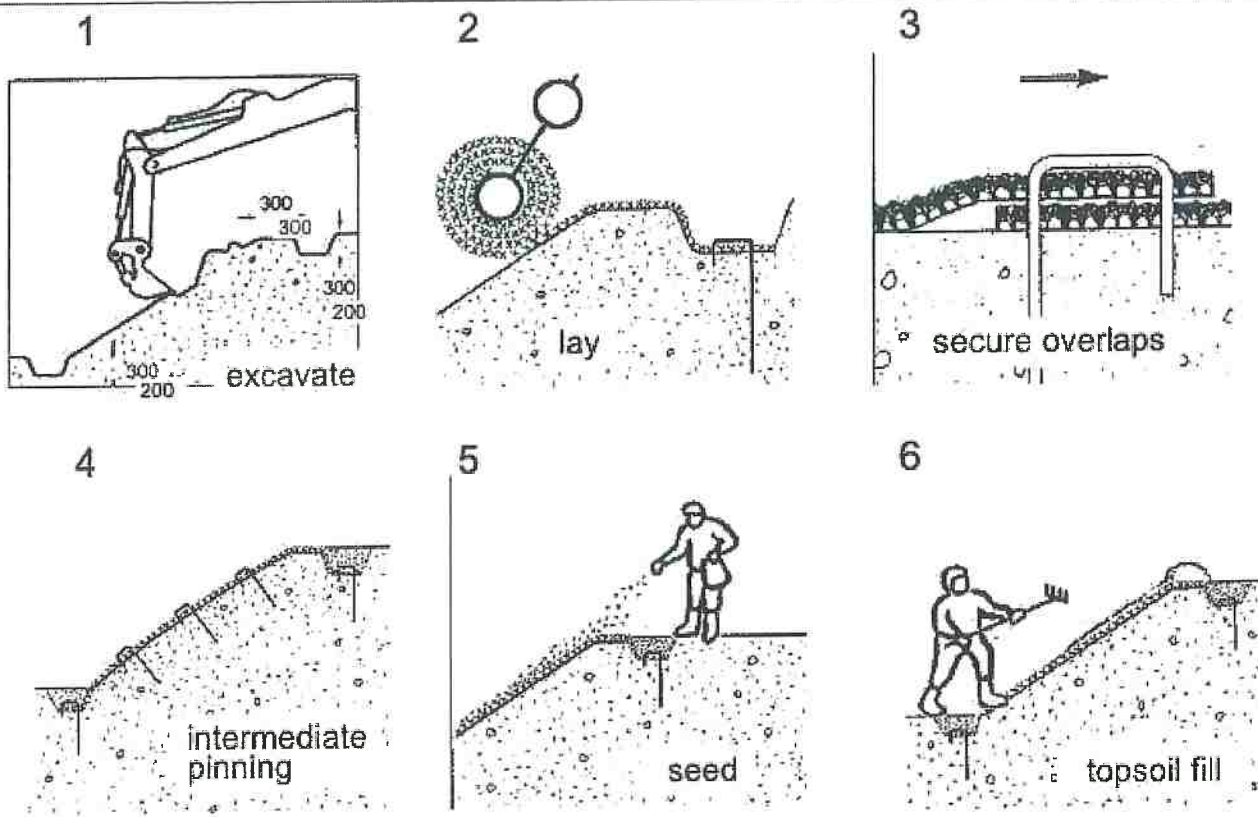 1
2
3
300
300
300
200
300
200
excavate
lay
secure overlaps
4
5
6
intermediate
pinning
seed
topsoil fill